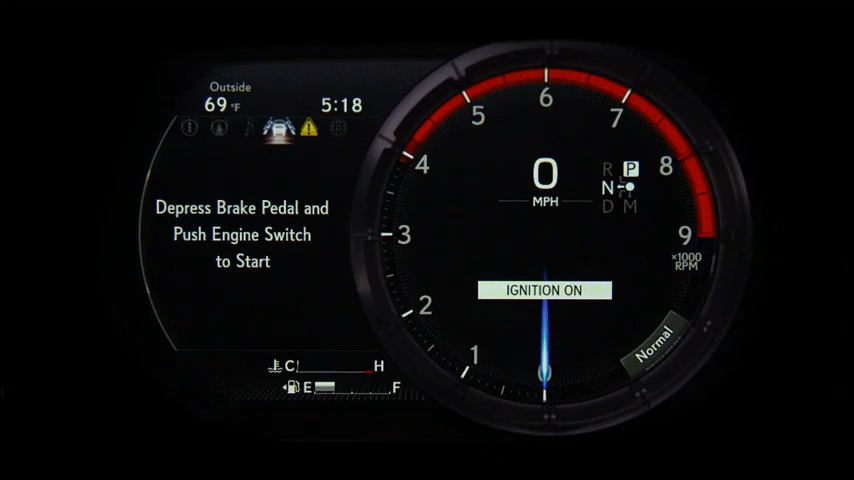 Outside
69 °F
5:18
Depress Brake Pedal and
Push Engine Switch
to Start
C
H
E
F
1
2
3
4
5
6
7
8
9
×1000
RPM
0
MPH
R P
N
D M
IGNITION ON
Normal